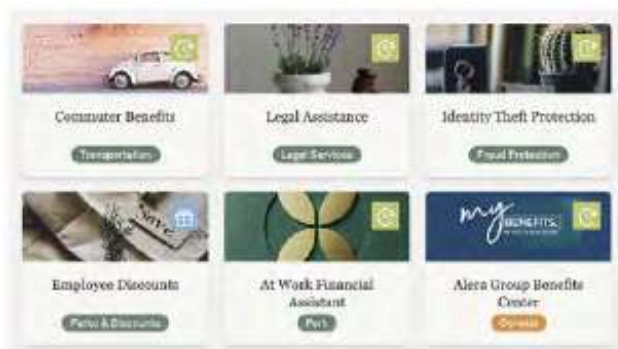 Commuter Benefits
Legal Assistance
Identity Theft Protection
Transportation
Legal Services
Fraud Protection
my
BENEFITS.
Employee Discounts
At Work Financial
Assistant
Alera Group Benefits
Center
Perks & Discounts
Perk